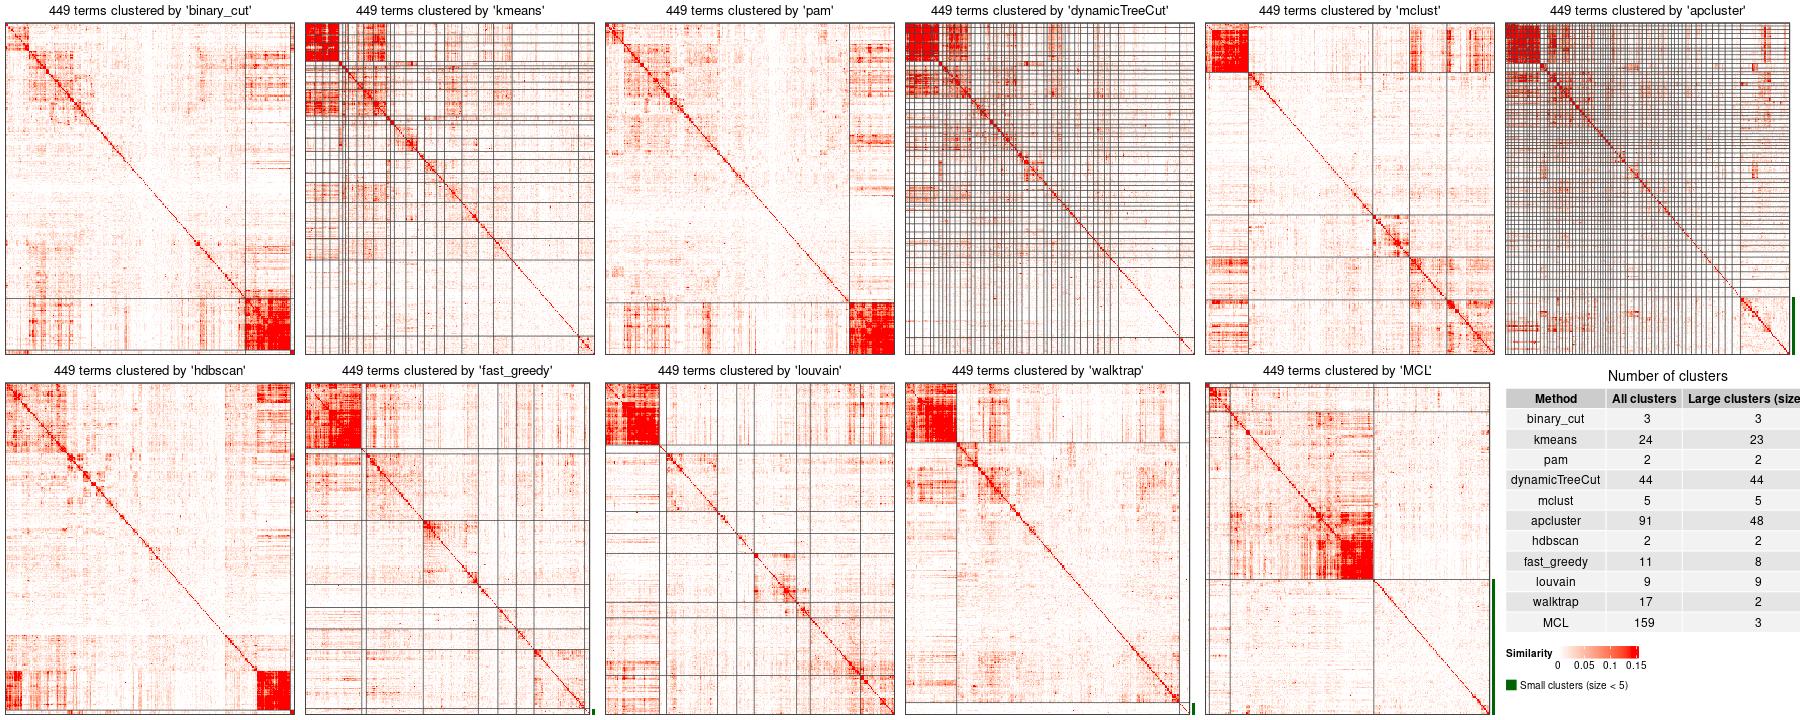 449 terms clustered by 'binary_cut'
449 terms clustered by 'kmeans'
449 terms clustered by 'pam'
449 terms clustered by 'dynamicTreeCut'
449 terms clustered by 'mclust'
449 terms clustered by 'apcluster'
449 terms clustered by 'hdbscan'
449 terms clustered by 'fast_greedy'
449 terms clustered by 'louvain'
449 terms clustered by 'walktrap'
449 terms clustered by 'MCL'
Number of clusters
Method All clusters Large clusters (size
binary_cut 3 3
kmeans 24 23
pam 2 2
dynamicTreeCut 44 44
mclust 5 5
apcluster 91 48
hdbscan 2 2
fast_greedy 11 8
louvain 9 9
walktrap 17 2
MCL 159 3
Similarity
0 0.05 0.1 0.15
Small clusters (size < 5)